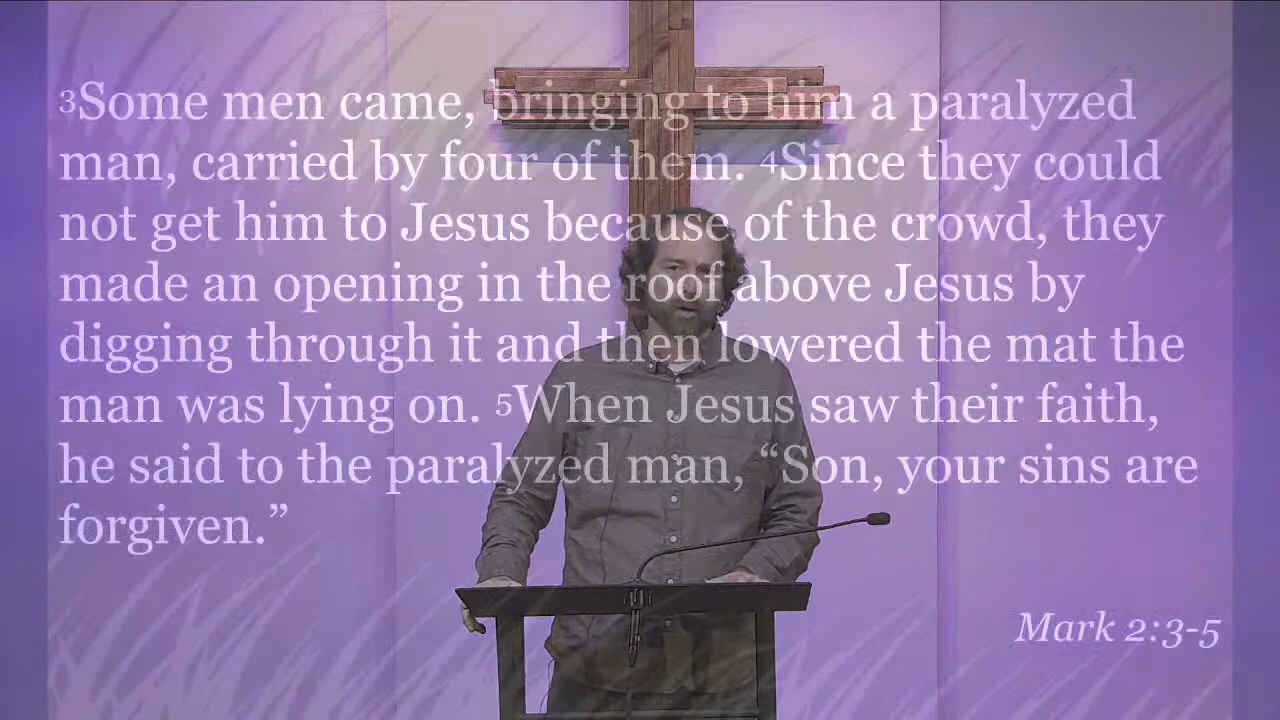 ³Some men came, bringing to him a paralyzed
man, carried by four of them. ⁴Since they could
not get him to Jesus because of the crowd, they
made an opening in the roof above Jesus by
digging through it and then lowered the mat the
man was lying on. ⁵When Jesus saw their faith,
he said to the paralyzed man, “Son, your sins are
forgiven.”
Mark 2:3-5